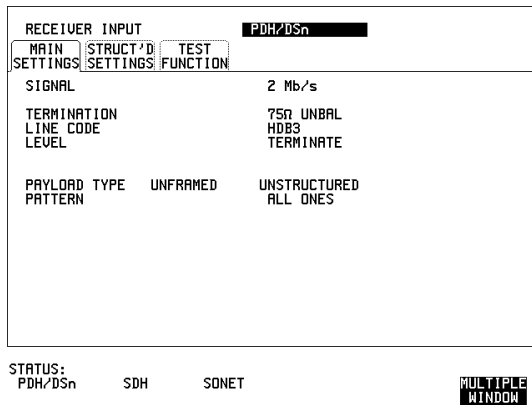 RECEIVER INPUT PDH/DSn
MAIN SETTINGS STRUCT'D SETTINGS TEST FUNCTION
SIGNAL 2 Mb/s
TERMINATION 75Ω UNBAL
LINE CODE HDB3
LEVEL TERMINATE
PAYLOAD TYPE UNFRAMED UNSTRUCTURED
PATTERN ALL ONES
STATUS:
PDH/DSn SDH SONET
MULTIPLE WINDOW